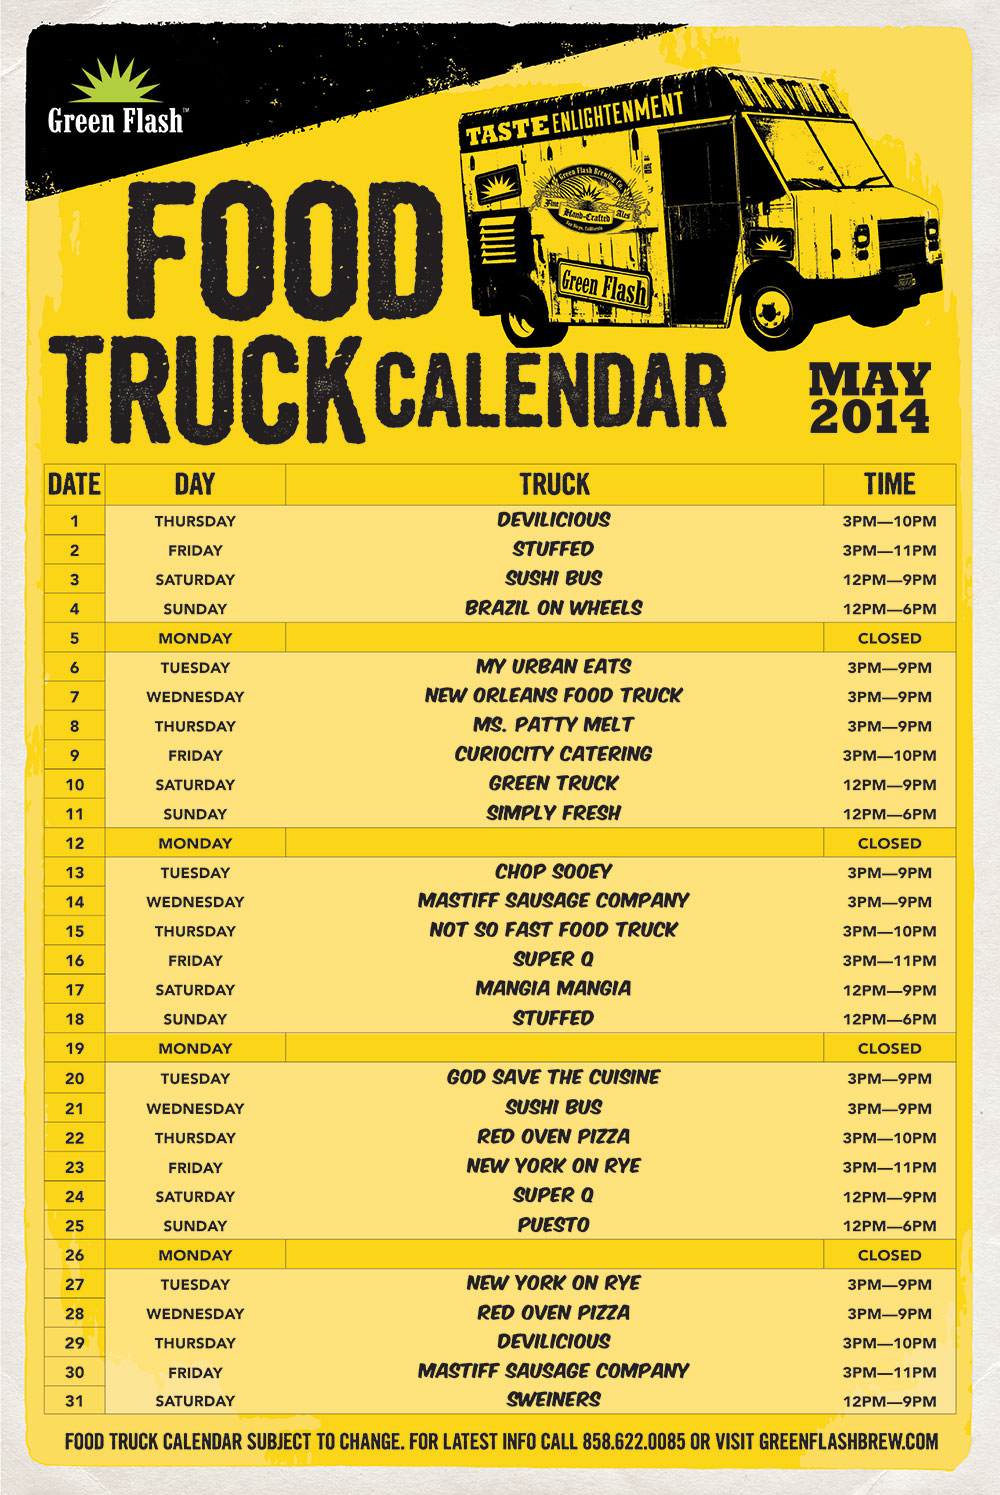 Green Flash™
TASTE ENLIGHTENMENT
Green Flash Brewing Co.
Fine Hand-Crafted Ales
San Diego, California
Green Flash
FOOD
TRUCK CALENDAR
MAY
2014
DATE DAY TRUCK TIME
1 THURSDAY DEVILICIOUS 3PM—10PM
2 FRIDAY STUFFED 3PM—11PM
3 SATURDAY SUSHI BUS 12PM—9PM
4 SUNDAY BRAZIL ON WHEELS 12PM—6PM
5 MONDAY CLOSED
6 TUESDAY MY URBAN EATS 3PM—9PM
7 WEDNESDAY NEW ORLEANS FOOD TRUCK 3PM—9PM
8 THURSDAY MS. PATTY MELT 3PM—9PM
9 FRIDAY CURIOCITY CATERING 3PM—10PM
10 SATURDAY GREEN TRUCK 12PM—9PM
11 SUNDAY SIMPLY FRESH 12PM—6PM
12 MONDAY CLOSED
13 TUESDAY CHOP SOOEY 3PM—9PM
14 WEDNESDAY MASTIFF SAUSAGE COMPANY 3PM—9PM
15 THURSDAY NOT SO FAST FOOD TRUCK 3PM—10PM
16 FRIDAY SUPER Q 3PM—11PM
17 SATURDAY MANGIA MANGIA 12PM—9PM
18 SUNDAY STUFFED 12PM—6PM
19 MONDAY CLOSED
20 TUESDAY GOD SAVE THE CUISINE 3PM—9PM
21 WEDNESDAY SUSHI BUS 3PM—9PM
22 THURSDAY RED OVEN PIZZA 3PM—10PM
23 FRIDAY NEW YORK ON RYE 3PM—11PM
24 SATURDAY SUPER Q 12PM—9PM
25 SUNDAY PUESTO 12PM—6PM
26 MONDAY CLOSED
27 TUESDAY NEW YORK ON RYE 3PM—9PM
28 WEDNESDAY RED OVEN PIZZA 3PM—9PM
29 THURSDAY DEVILICIOUS 3PM—10PM
30 FRIDAY MASTIFF SAUSAGE COMPANY 3PM—11PM
31 SATURDAY SWEINERS 12PM—9PM
FOOD TRUCK CALENDAR SUBJECT TO CHANGE. FOR LATEST INFO CALL 858.622.0085 OR VISIT GREENFLASHBREW.COM